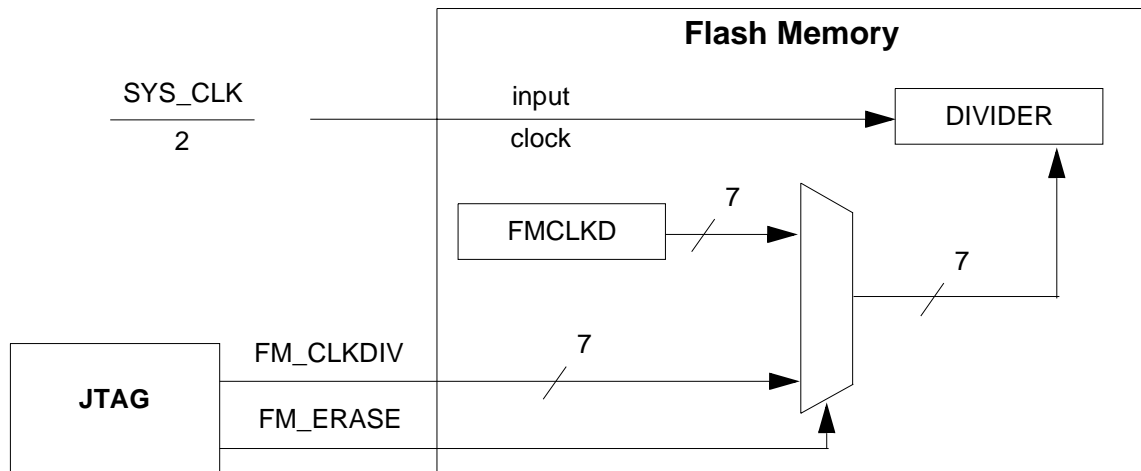 Flash Memory
SYS_CLK
2
input
clock
DIVIDER
FMCLKD
7
7
FM_CLKDIV
7
JTAG
FM_ERASE